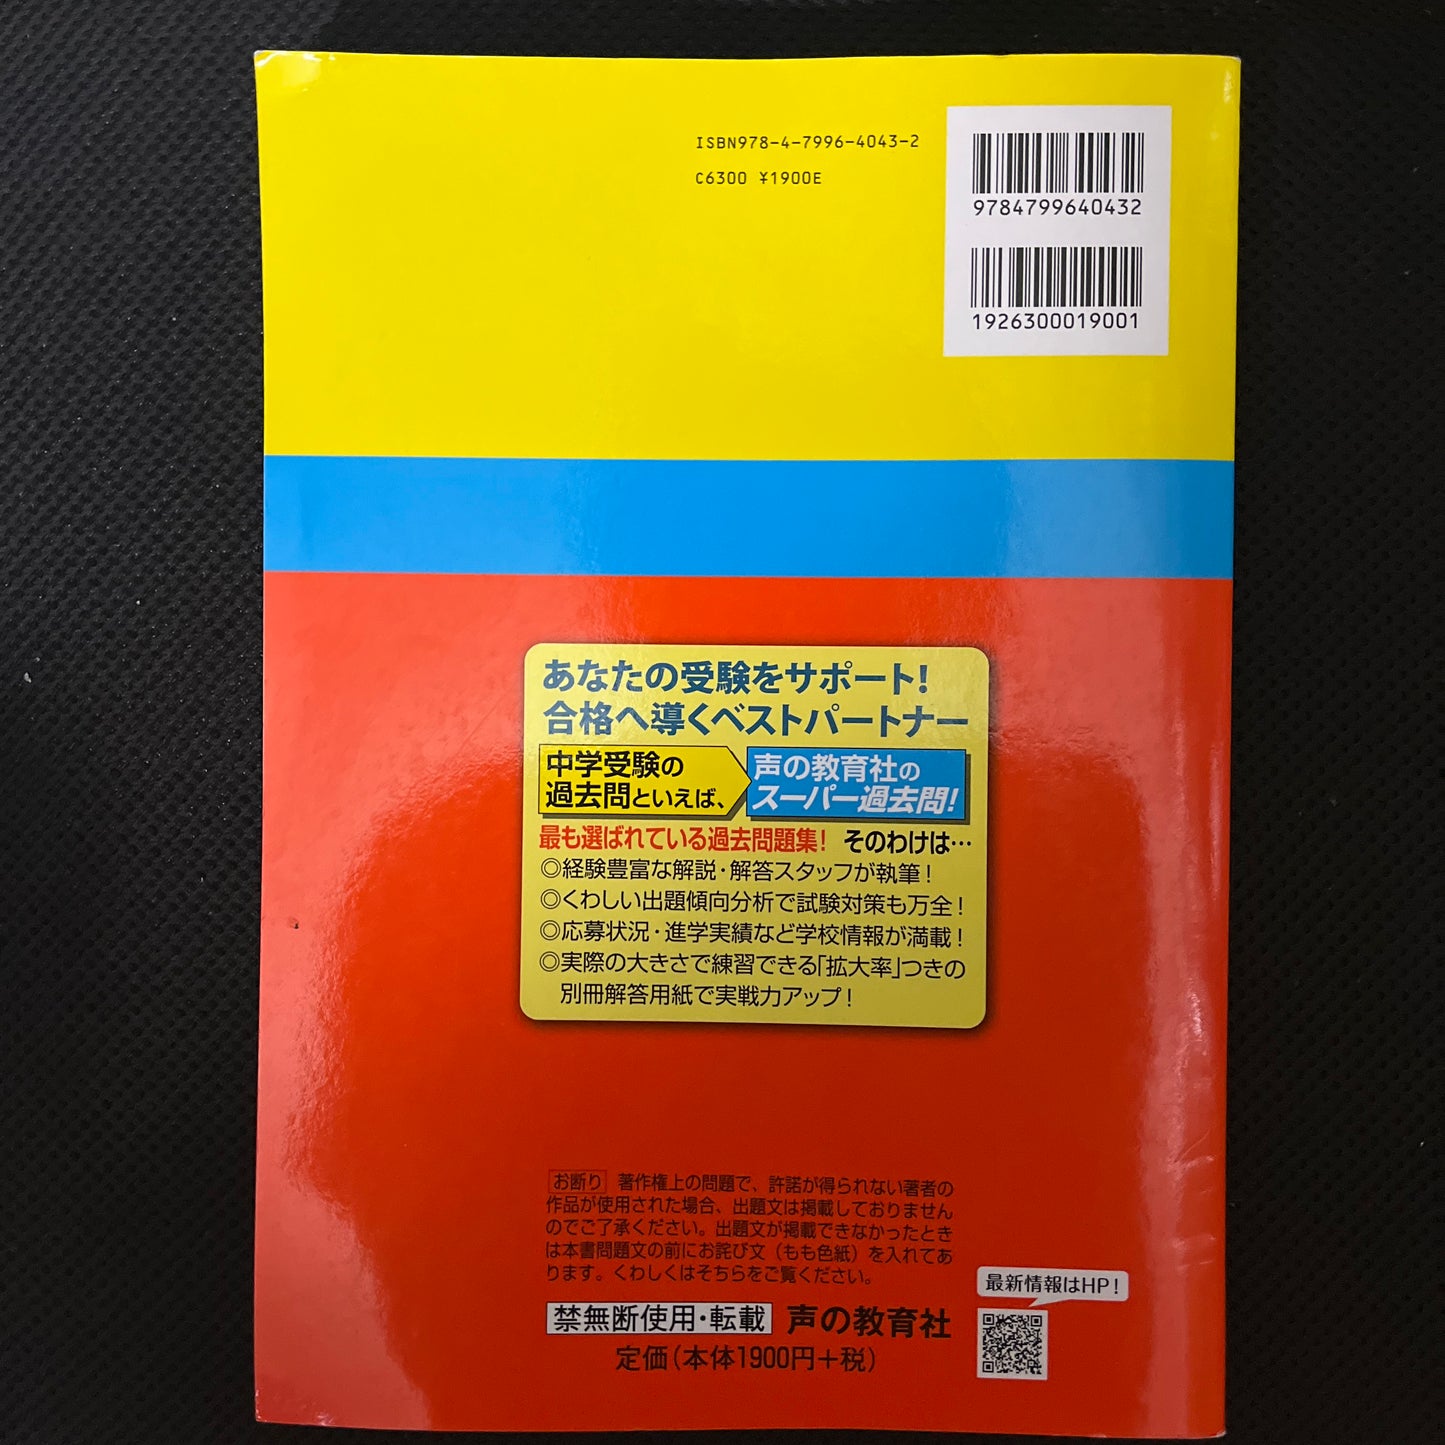 ISBN978-4-7996-4043-2
C6300 ¥1900E
9784799640432
1926300019001
あなたの受験をサポート!
合格へ導くベストパートナー
中学受験の
過去問といえば、
声の教育社の
スーパー過去問!
最も選ばれている過去問題集! そのわけは…
◎経験豊富な解説・解答スタッフが執筆!
◎くわしい出題傾向分析で試験対策も万全!
◎応募状況・進学実績など学校情報が満載!
◎実際の大きさで練習できる「拡大率」つきの
別冊解答用紙で実戦力アップ!
お断り 著作権上の問題で、許諾が得られない著者の
作品が使用された場合、出題文は掲載しておりません
のでご了承ください。出題文が掲載できなかったとき
は本書問題文の前にお詫び文(もも色紙)を入れてあ
ります。くわしくはそちらをご覧ください。
最新情報はHP!
禁無断使用・転載 声の教育社
定価(本体1900円+税)